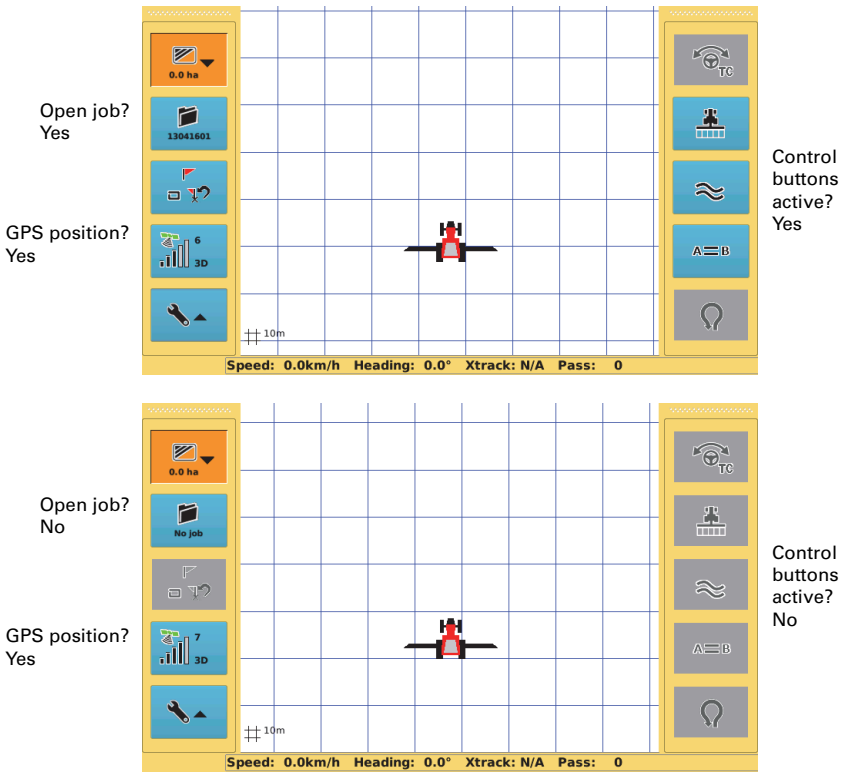 0.0 ha
TC
Open job?
Yes
13041601
Control
buttons
active?
Yes
GPS position?
Yes
6
3D
A B
10m
Speed: 0.0km/h Heading: 0.0° Xtrack: N/A Pass: 0
0.0 ha
TC
Open job?
No
No job
Control
buttons
active?
No
GPS position?
Yes
7
3D
A B
10m
Speed: 0.0km/h Heading: 0.0° Xtrack: N/A Pass: 0